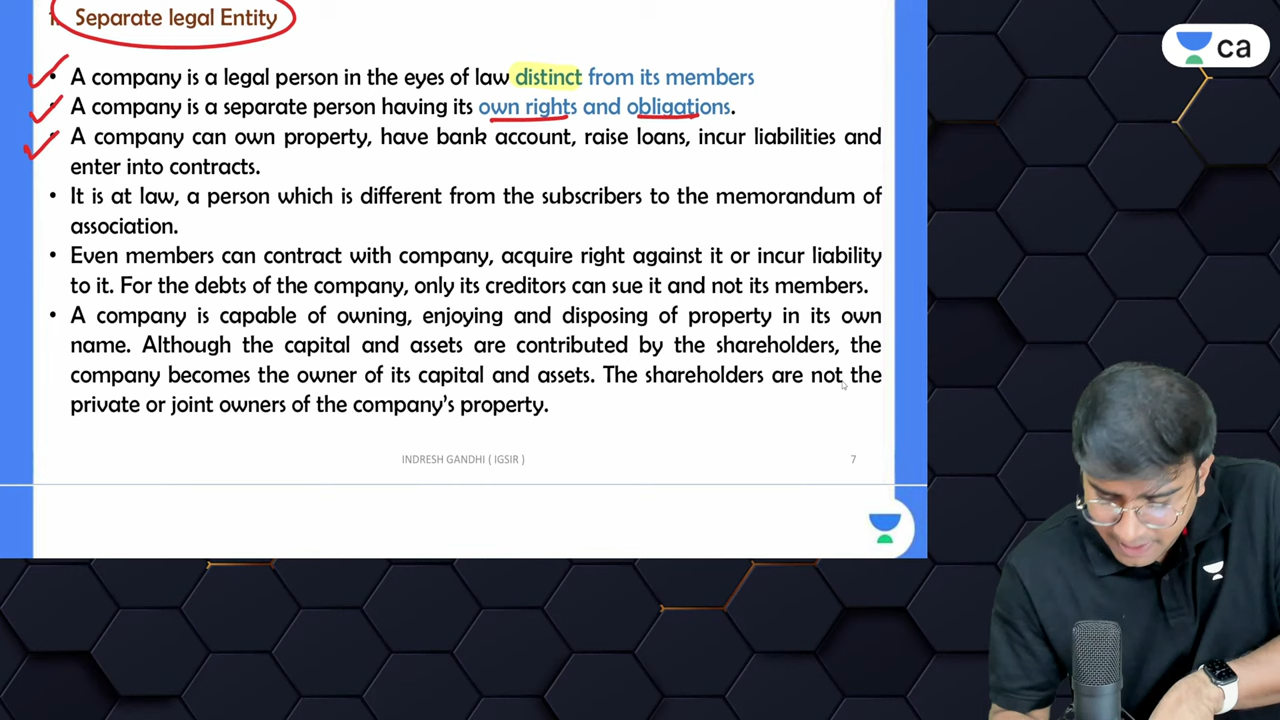 1. Separate legal Entity
• A company is a legal person in the eyes of law distinct from its members
• A company is a separate person having its own rights and obligations.
• A company can own property, have bank account, raise loans, incur liabilities and
enter into contracts.
• It is at law, a person which is different from the subscribers to the memorandum of
association.
• Even members can contract with company, acquire right against it or incur liability
to it. For the debts of the company, only its creditors can sue it and not its members.
• A company is capable of owning, enjoying and disposing of property in its own
name. Although the capital and assets are contributed by the shareholders, the
company becomes the owner of its capital and assets. The shareholders are not the
private or joint owners of the company's property.
INDRESH GANDHI ( IGSIR )
7
ca